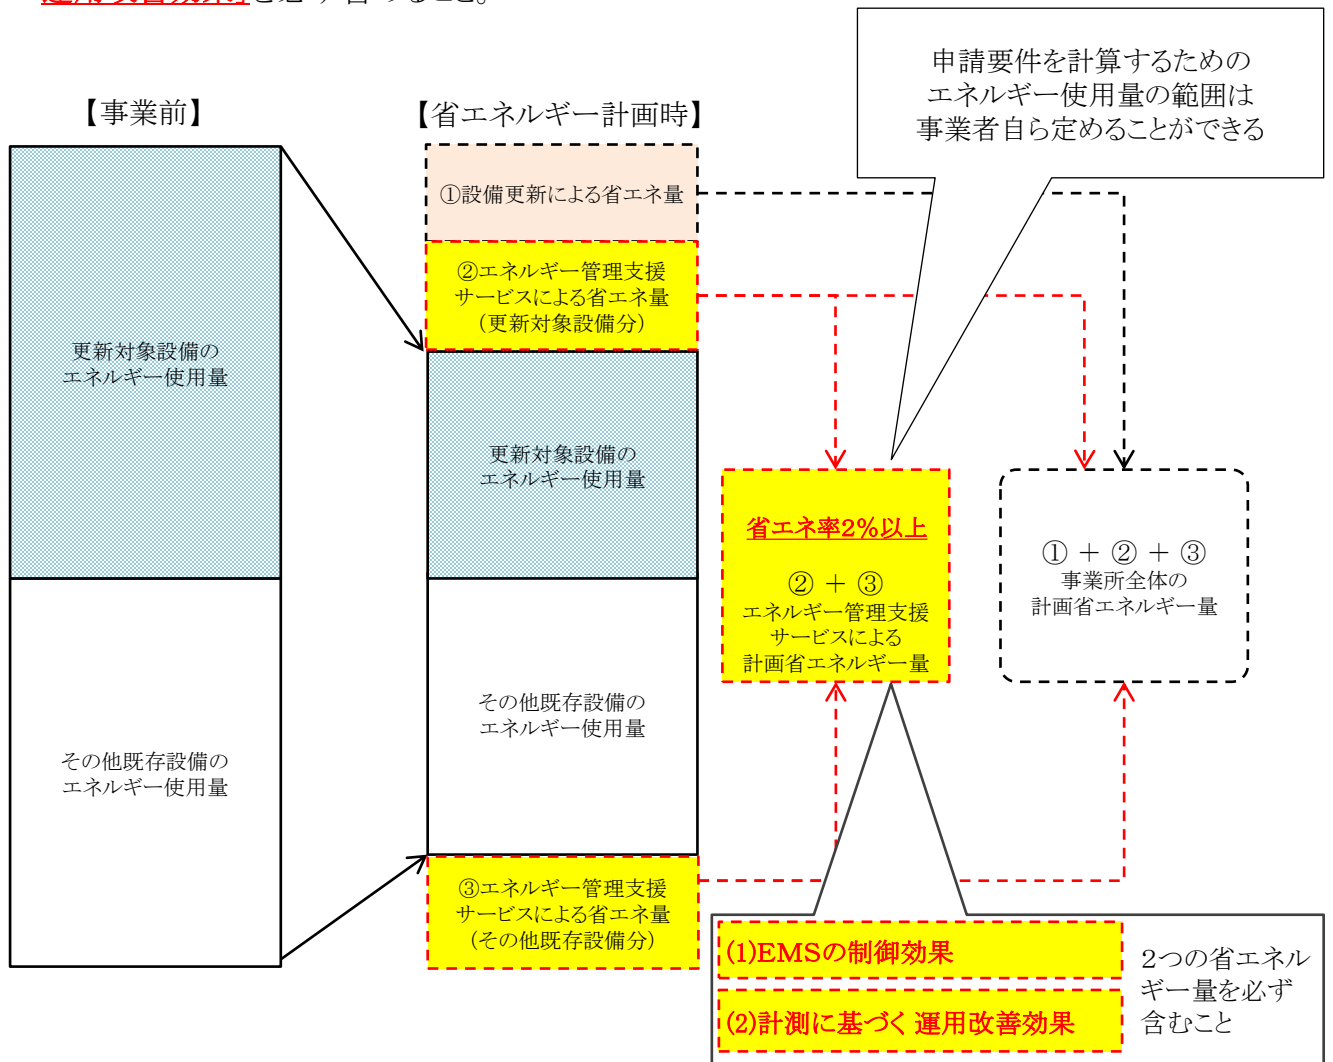 運用改善効果」を必ず含めること。
申請要件を計算するための
エネルギー使用量の範囲は
事業者自ら定めることができる
【事業前】
【省エネルギー計画時】
①設備更新による省エネ量
②エネルギー管理支援
サービスによる省エネ量
（更新対象設備分）
更新対象設備の
エネルギー使用量
更新対象設備の
エネルギー使用量
省エネ率2％以上
② ＋ ③
エネルギー管理支援
サービスによる
計画省エネルギー量
① ＋ ② ＋ ③
事業所全体の
計画省エネルギー量
その他既存設備の
エネルギー使用量
その他既存設備の
エネルギー使用量
③エネルギー管理支援
サービスによる省エネ量
（その他既存設備分）
(1)EMSの制御効果
(2)計測に基づく運用改善効果
2つの省エネル
ギー量を必ず
含むこと